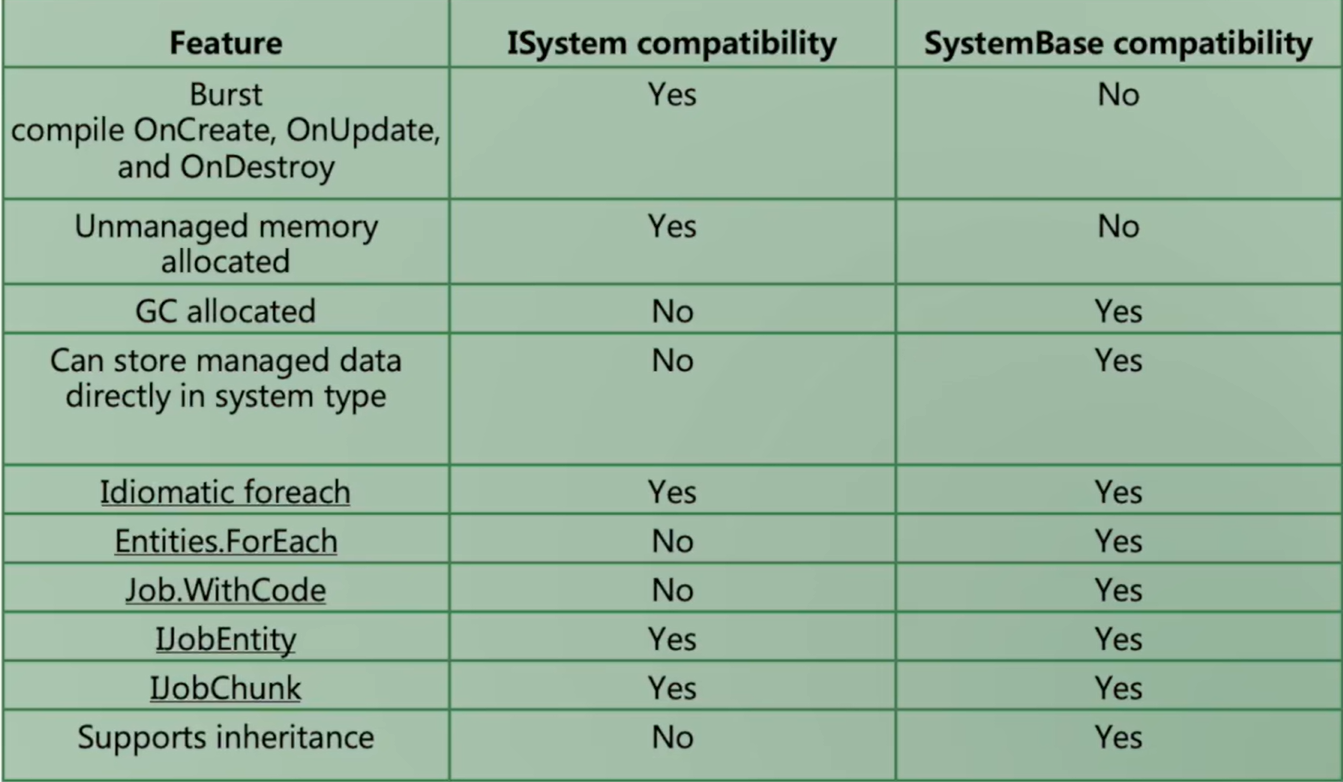 Feature ISystem compatibility SystemBase compatibility
Burst Yes No
compile OnCreate, OnUpdate,
and OnDestroy
Unmanaged memory Yes No
allocated
GC allocated No Yes
Can store managed data No Yes
directly in system type
Idiomatic foreach Yes Yes
Entities.ForEach No Yes
Job.WithCode No Yes
IJobEntity Yes Yes
IJobChunk Yes Yes
Supports inheritance No Yes